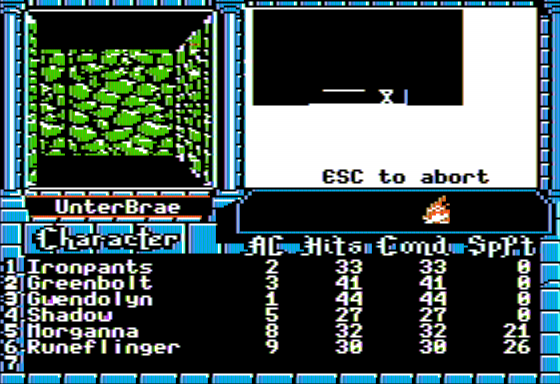 ESC to abort
UnterBrae
Character AC Hits Cond SpPt
1 Ironpants 2 33 33 0
2 Greenbolt 3 41 41 0
3 Gwendolyn 1 44 44 0
4 Shadow 5 27 27 0
5 Morganna 8 32 32 21
6 Runeflinger 9 30 30 26
7